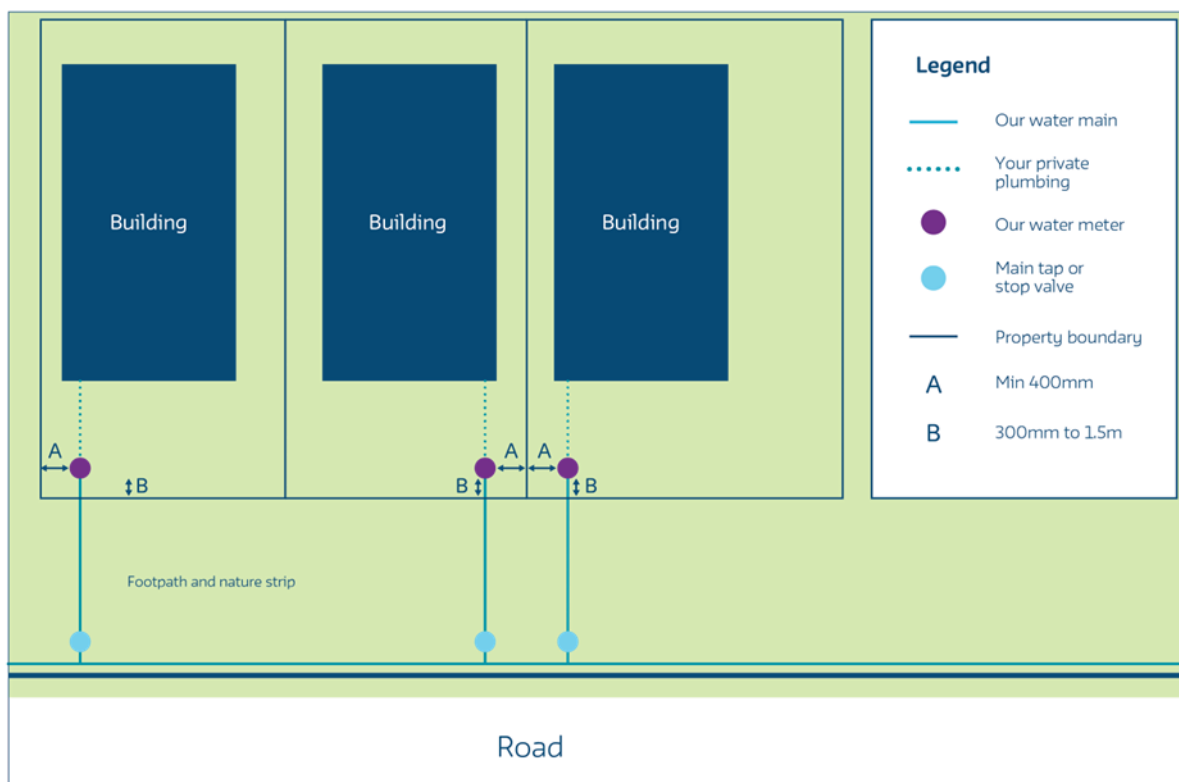 Building
Building
Building
A
A
A
B
B
B
Footpath and nature strip
Road
Legend
Our water main
Your private
plumbing
Our water meter
Main tap or
stop valve
Property boundary
A Min 400mm
B 300mm to 1.5m